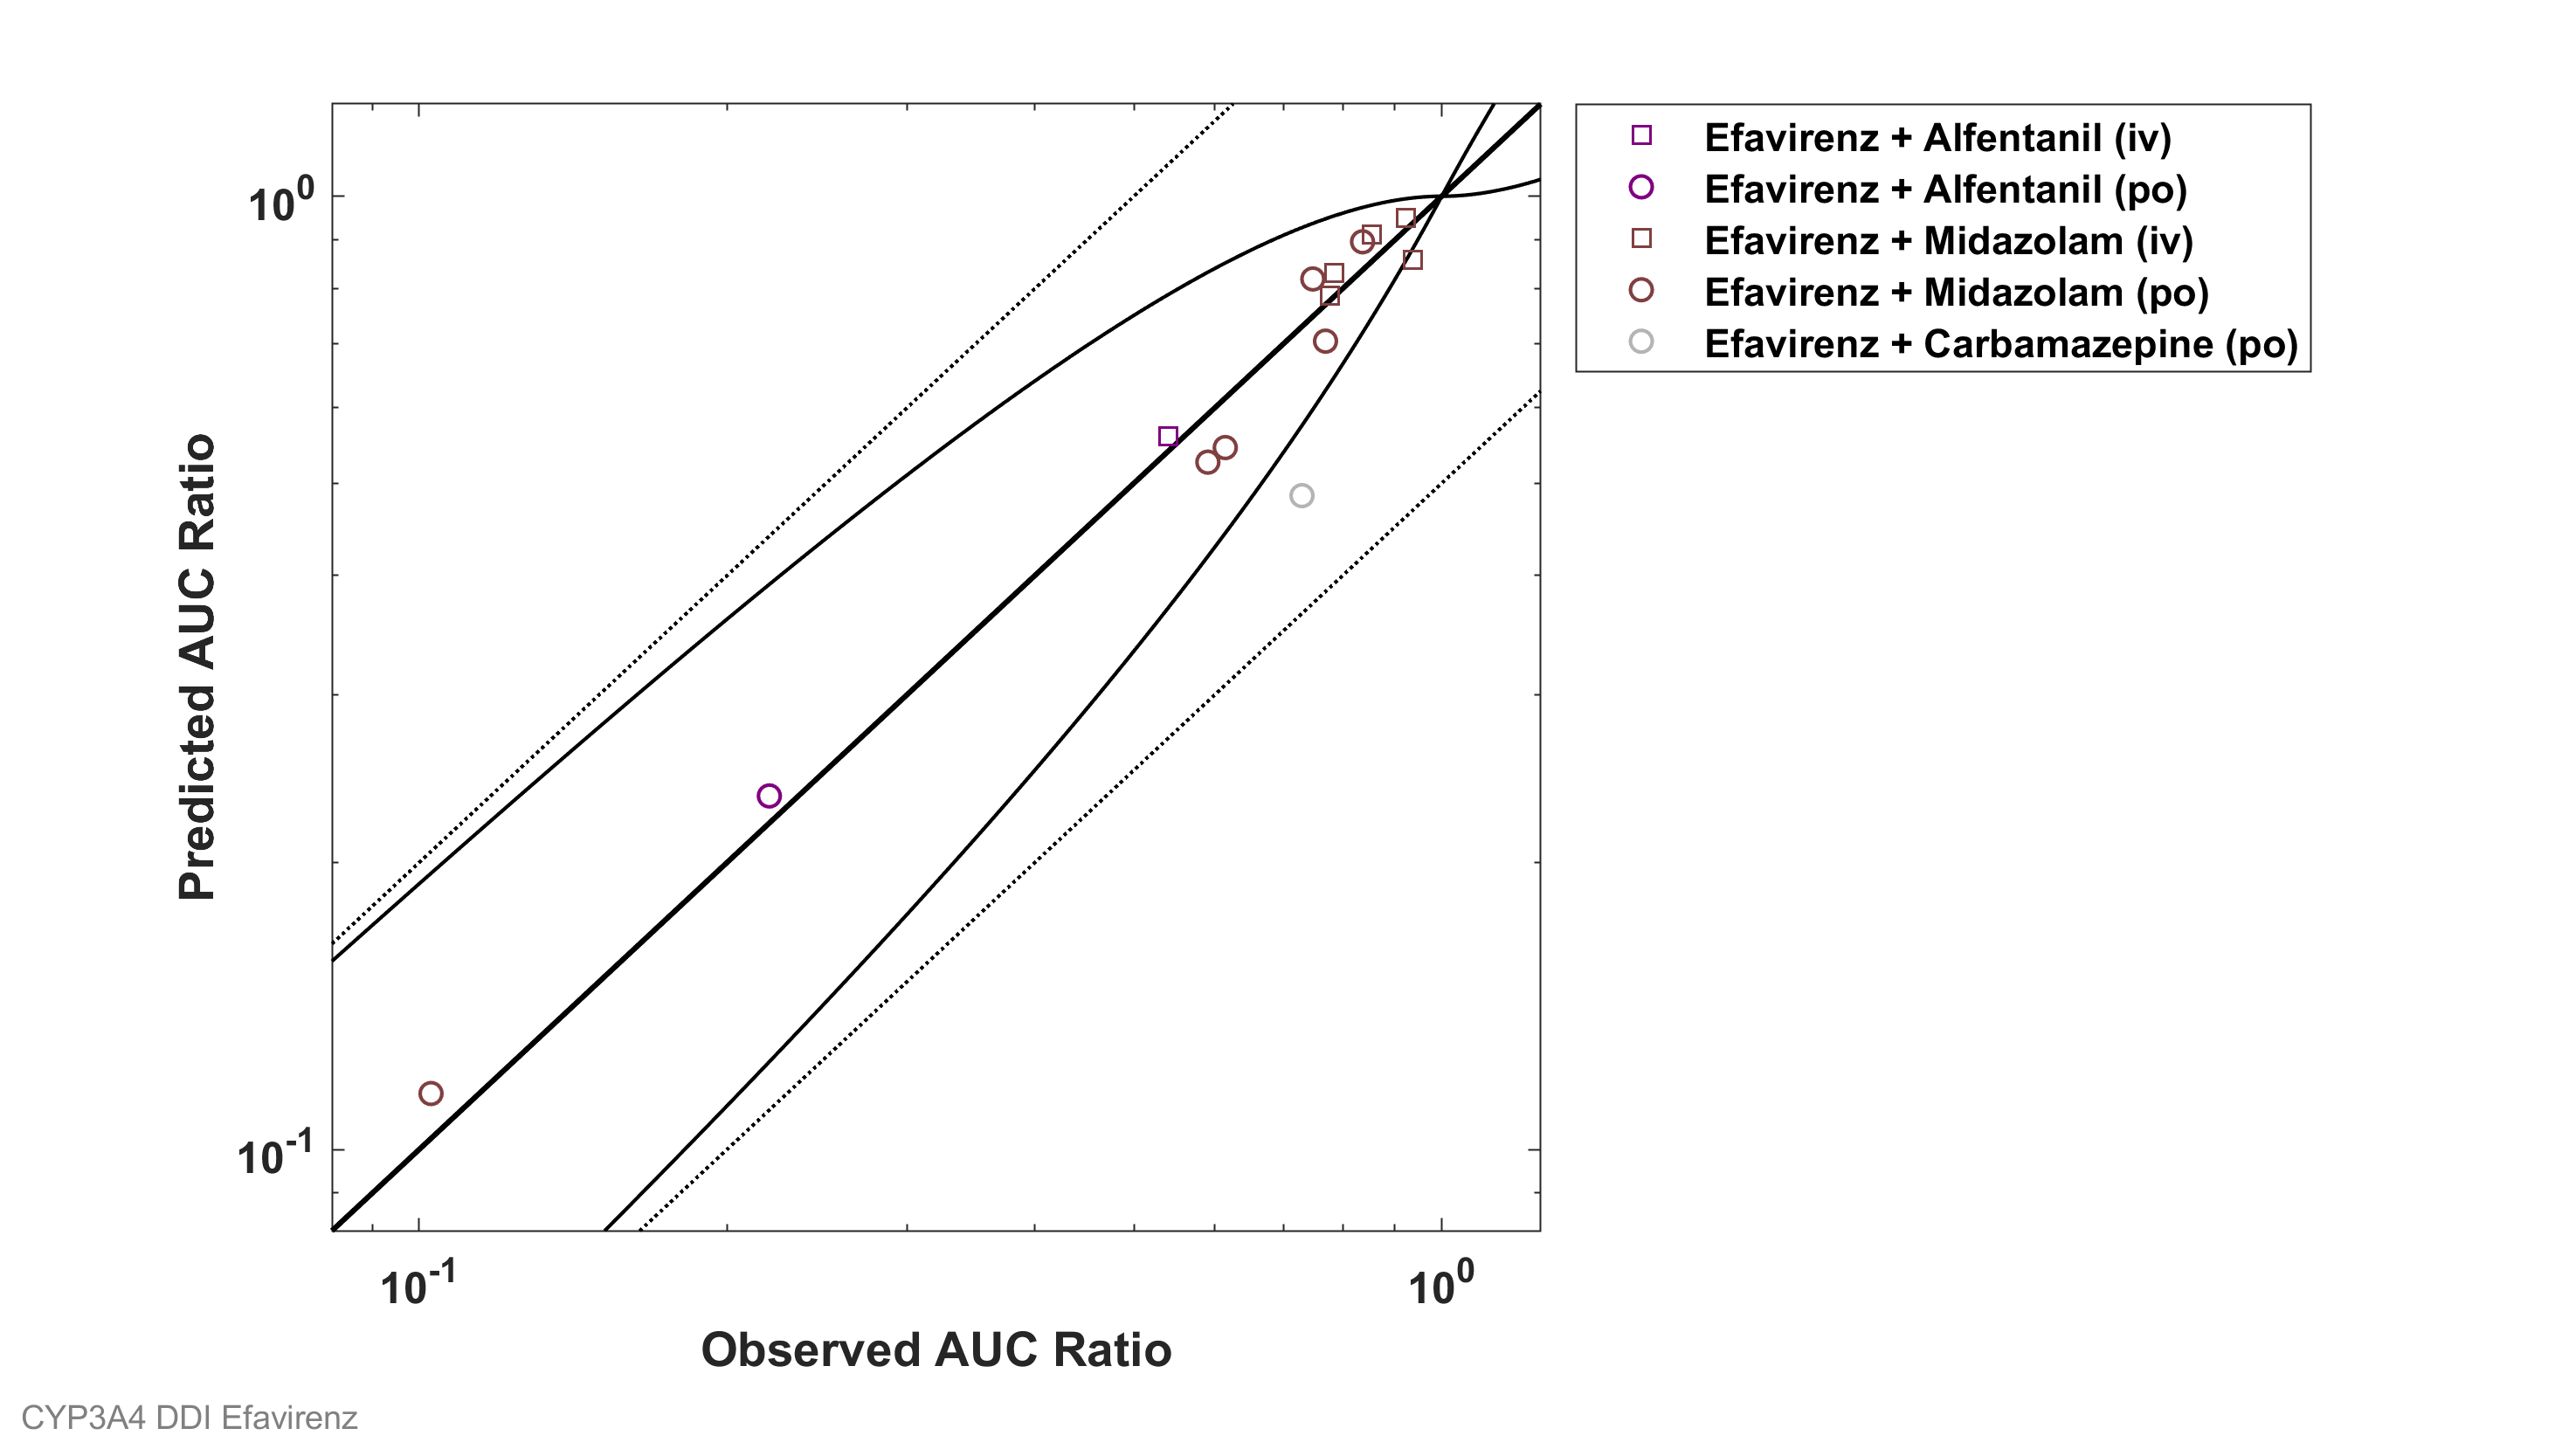 Efavirenz + Alfentanil (iv)
Efavirenz + Alfentanil (po)
Efavirenz + Midazolam (iv)
Efavirenz + Midazolam (po)
Efavirenz + Carbamazepine (po)
10^0
10^-1
Predicted AUC Ratio
10^-1 10^0
Observed AUC Ratio
CYP3A4 DDI Efavirenz